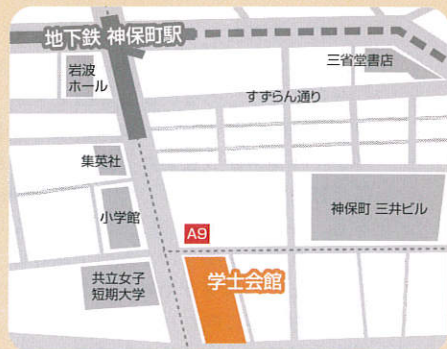 地下鉄 神保町駅
三省堂書店
岩波
ホール
すずらん通り
集英社
小学館
A9
神保町 三井ビル
共立女子
短期大学
学士会館